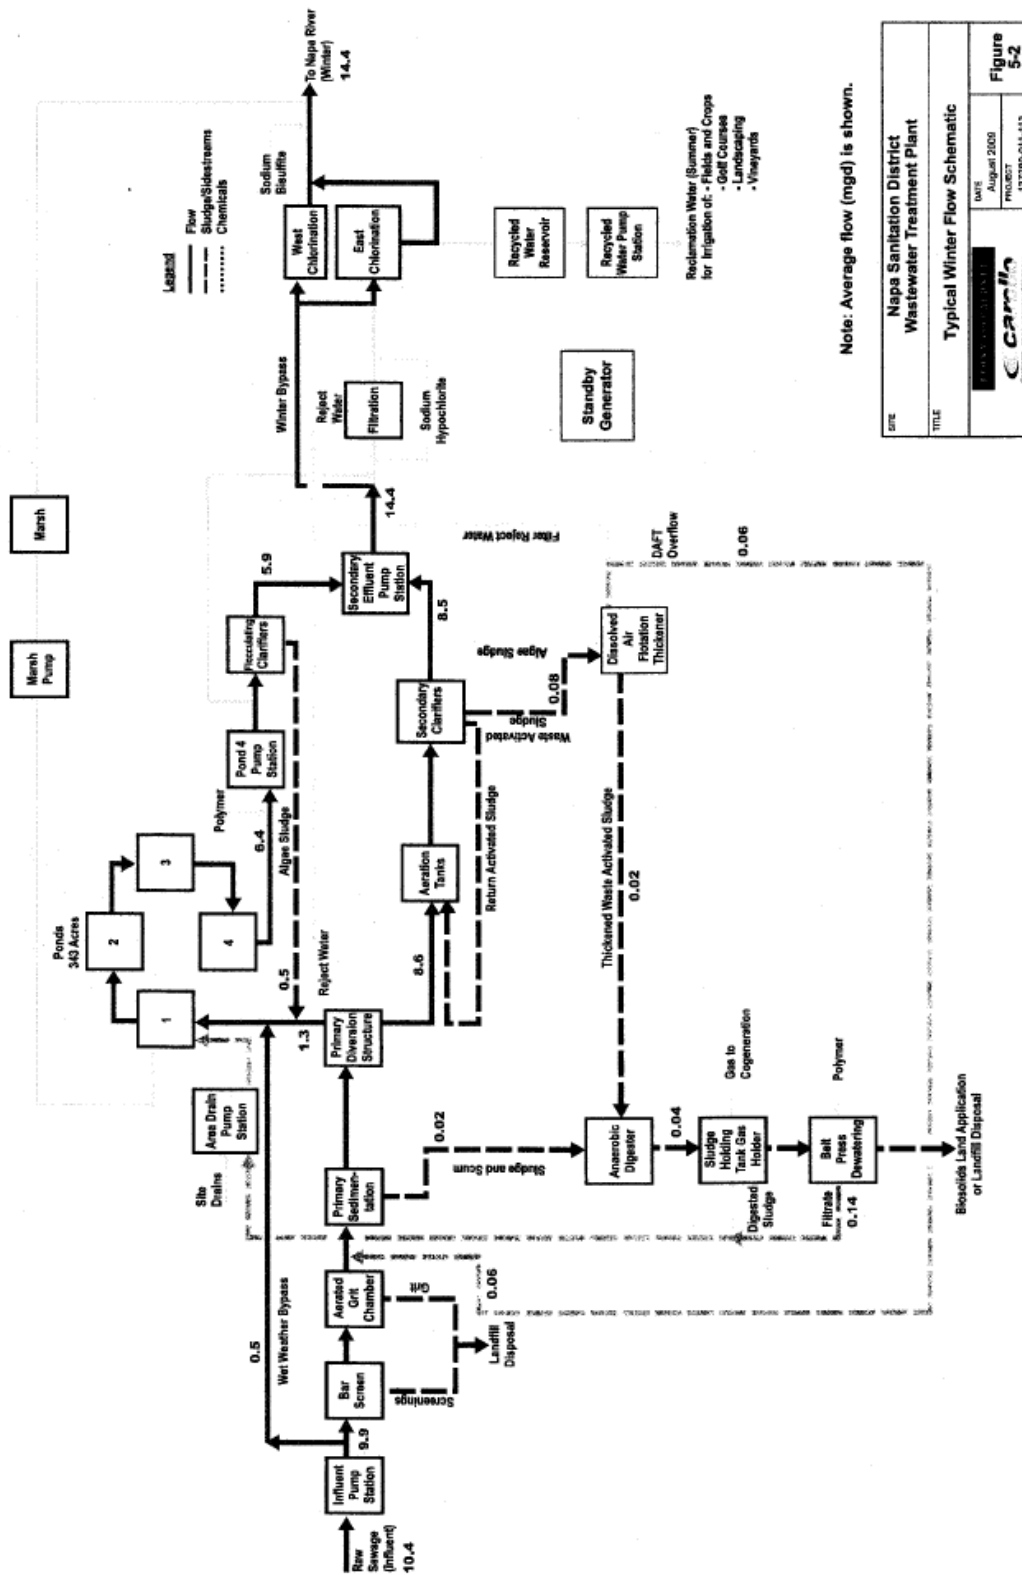 Raw
Sewage
(Influent)
10.4
Influent
Pump
Station
9.9
0.5
Wet Weather Bypass
Bar
Screen
Screenings
Aerated
Grit
Chamber
Grit
Landfill
Disposal
0.06
Primary
Sedimen-
tation
Sludge and Scum
0.02
Site
Drains
Area Drain
Pump
Station
Primary
Diversion
Structure
1.3
Reject Water
0.5
Algae Sludge
8.6
Ponds
343 Acres
1
2
3
4
6.4
Polymer
Pond 4
Pump
Station
Flocculating
Clarifiers
5.9
Aeration
Tanks
Return Activated Sludge
Secondary
Clarifiers
8.5
Waste Activated
Sludge
0.08
Algae Sludge
Secondary
Effluent
Pump
Station
14.4
Filter Reject Water
Marsh
Pump
Marsh
Winter Bypass
Reject
Water
Filtration
Sodium
Hypochlorite
West
Chlorination
East
Chlorination
Sodium
Bisulfite
To Napa River
(Winter)
14.4
Legend
Flow
Sludge/Sidestreams
Chemicals
Recycled
Water
Reservoir
Recycled
Water Pump
Station
Reclamation Water (Summer)
for Irrigation of: - Fields and Crops
- Golf Courses
- Landscaping
- Vineyards
Standby
Generator
Dissolved
Air
Flotation
Thickener
DAFT
Overflow
0.06
Thickened Waste Activated Sludge
0.02
Anaerobic
Digester
0.04
Sludge
Holding
Tank Gas
Holder
Gas to
Cogeneration
Digested
Sludge
Belt
Press
Dewatering
Polymer
Filtrate
0.14
Biosolids Land Application
or Landfill Disposal
Note: Average flow (mgd) is shown.
SITE
Napa Sanitation District
Wastewater Treatment Plant
TITLE
Typical Winter Flow Schematic
carollo
DATE
August 2009
PROJECT
Figure
5-2